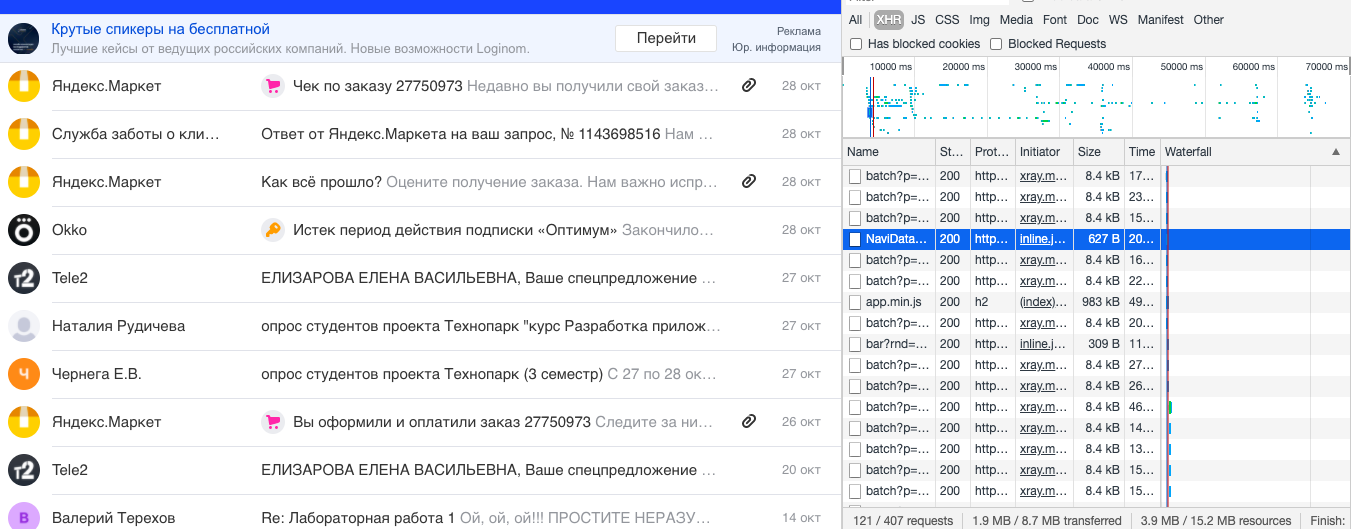 Крутые спикеры на бесплатной
Лучшие кейсы от ведущих российских компаний. Новые возможности Loginom.
Перейти
Реклама
Юр. информация
Яндекс.Маркет Чек по заказу 27750973 Недавно вы получили свой заказ… 28 окт
Служба заботы о кли… Ответ от Яндекс.Маркета на ваш запрос, № 1143698516 Нам … 28 окт
Яндекс.Маркет Как всё прошло? Оцените получение заказа. Нам важно испр… 28 окт
Okko Истек период действия подписки «Оптимум» Закончило… 28 окт
т2 Tele2 ЕЛИЗАРОВА ЕЛЕНА ВАСИЛЬЕВНА, Ваше спецпредложение … 27 окт
Наталия Рудичева опрос студентов проекта Технопарк "курс Разработка прилож… 27 окт
Ч Чернега Е.В. опрос студентов проекта Технопарк (3 семестр) С 27 по 28 ок… 27 окт
Яндекс.Маркет Вы оформили и оплатили заказ 27750973 Следите за ни… 26 окт
т2 Tele2 ЕЛИЗАРОВА ЕЛЕНА ВАСИЛЬЕВНА, Ваше спецпредложение … 20 окт
В Валерий Терехов Re: Лабораторная работа 1 Ой, ой, ой!!! ПРОСТИТЕ НЕРАЗУ… 14 окт
All XHR JS CSS Img Media Font Doc WS Manifest Other
Has blocked cookies Blocked Requests
10000 ms 20000 ms 30000 ms 40000 ms 50000 ms 60000 ms 70000 ms
Name St… Prot… Initiator Size Time Waterfall
batch?p=… 200 http… xray.m… 8.4 kB 17…
batch?p=… 200 http… xray.m… 8.4 kB 23…
batch?p=… 200 http… xray.m… 8.4 kB 15…
NaviData… 200 http… inline.j… 627 B 20…
batch?p=… 200 http… xray.m… 8.4 kB 16…
batch?p=… 200 http… xray.m… 8.4 kB 22…
app.min.js 200 h2 (index)… 983 kB 49…
batch?p=… 200 http… xray.m… 8.4 kB 20…
bar?rnd=… 200 http… inline.j… 309 B 11…
batch?p=… 200 http… xray.m… 8.4 kB 27…
batch?p=… 200 http… xray.m… 8.4 kB 26…
batch?p=… 200 http… xray.m… 8.4 kB 46…
batch?p=… 200 http… xray.m… 8.4 kB 14…
batch?p=… 200 http… xray.m… 8.4 kB 13…
batch?p=… 200 http… xray.m… 8.4 kB 15…
batch?p=… 200 http… xray.m… 8.4 kB 15…
121 / 407 requests 1.9 MB / 8.7 MB transferred 3.9 MB / 15.2 MB resources Finish: